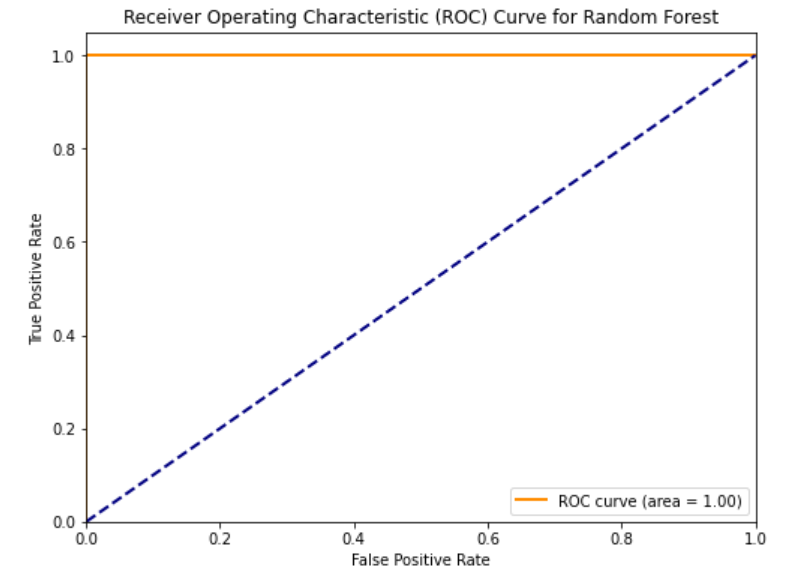 Receiver Operating Characteristic (ROC) Curve for Random Forest
1.0
0.8
0.6
0.4
0.2
0.0
True Positive Rate
ROC curve (area = 1.00)
0.0 0.2 0.4 0.6 0.8 1.0
False Positive Rate